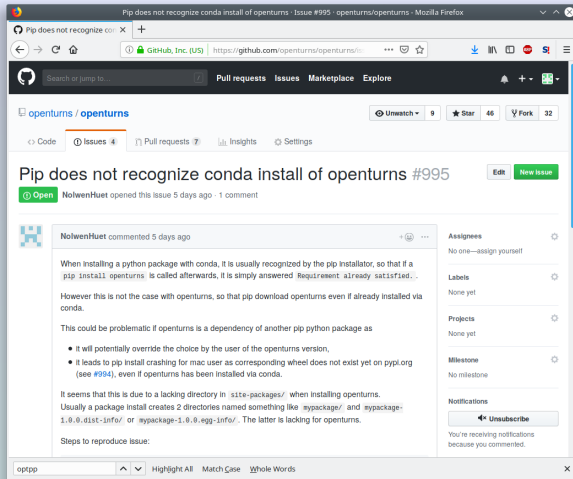 Pip does not recognize conda install of openturns · Issue #995 · openturns/openturns - Mozilla Firefox
Pip does not recognize con
GitHub, Inc. (US) https://github.com/openturns/openturns/is
Search or jump to... Pull requests Issues Marketplace Explore
openturns / openturns Unwatch 9 Star 46 Fork 32
Code Issues 4 Pull requests 7 Insights Settings
Pip does not recognize conda install of openturns #995 Edit New issue
Open NolwenHuet opened this issue 5 days ago · 1 comment
NolwenHuet commented 5 days ago
When installing a python package with conda, it is usually recognized by the pip installator, so that if a
pip install openturns is called afterwards, it is simply answered Requirement already satisfied. .
However this is not the case with openturns, so that pip download openturns even if already installed via
conda.
This could be problematic if openturns is a dependency of another pip python package as
it will potentially override the choice by the user of the openturns version,
it leads to pip install crashing for mac user as corresponding wheel does not exist yet on pypi.org
(see #994), even if openturns has been installed via conda.
It seems that this is due to a lacking directory in site-packages/ when installing openturns.
Usually a package install creates 2 directories named something like mypackage/ and mypackage-
1.0.0.dist-info/ or mypackage-1.0.0.egg-info/ . The latter is lacking for openturns.
Steps to reproduce issue:
Assignees
No one—assign yourself
Labels
None yet
Projects
None yet
Milestone
No milestone
Notifications
Unsubscribe
You're receiving notifications
because you commented.
optpp Highlight All Match Case Whole Words